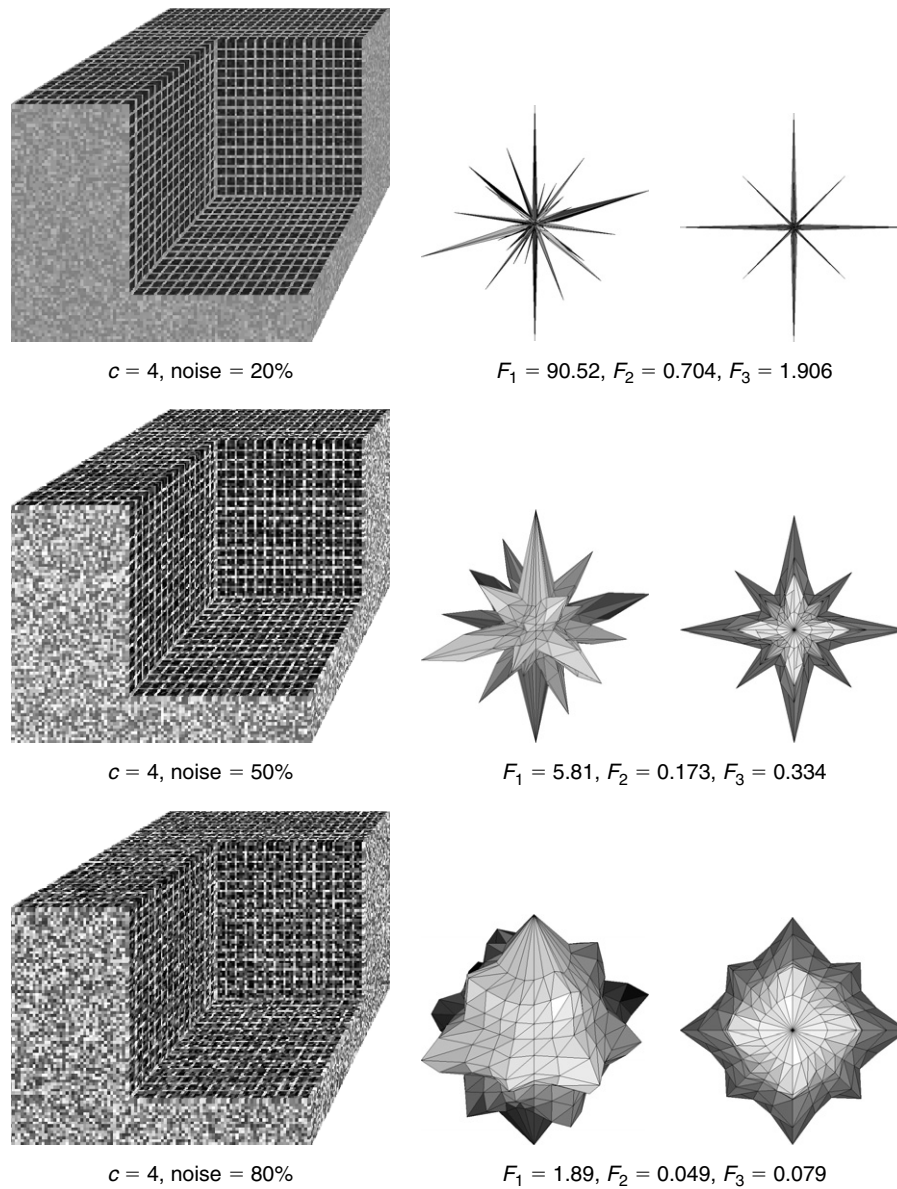 c = 4, noise = 20%
F1 = 90.52, F2 = 0.704, F3 = 1.906
c = 4, noise = 50%
F1 = 5.81, F2 = 0.173, F3 = 0.334
c = 4, noise = 80%
F1 = 1.89, F2 = 0.049, F3 = 0.079